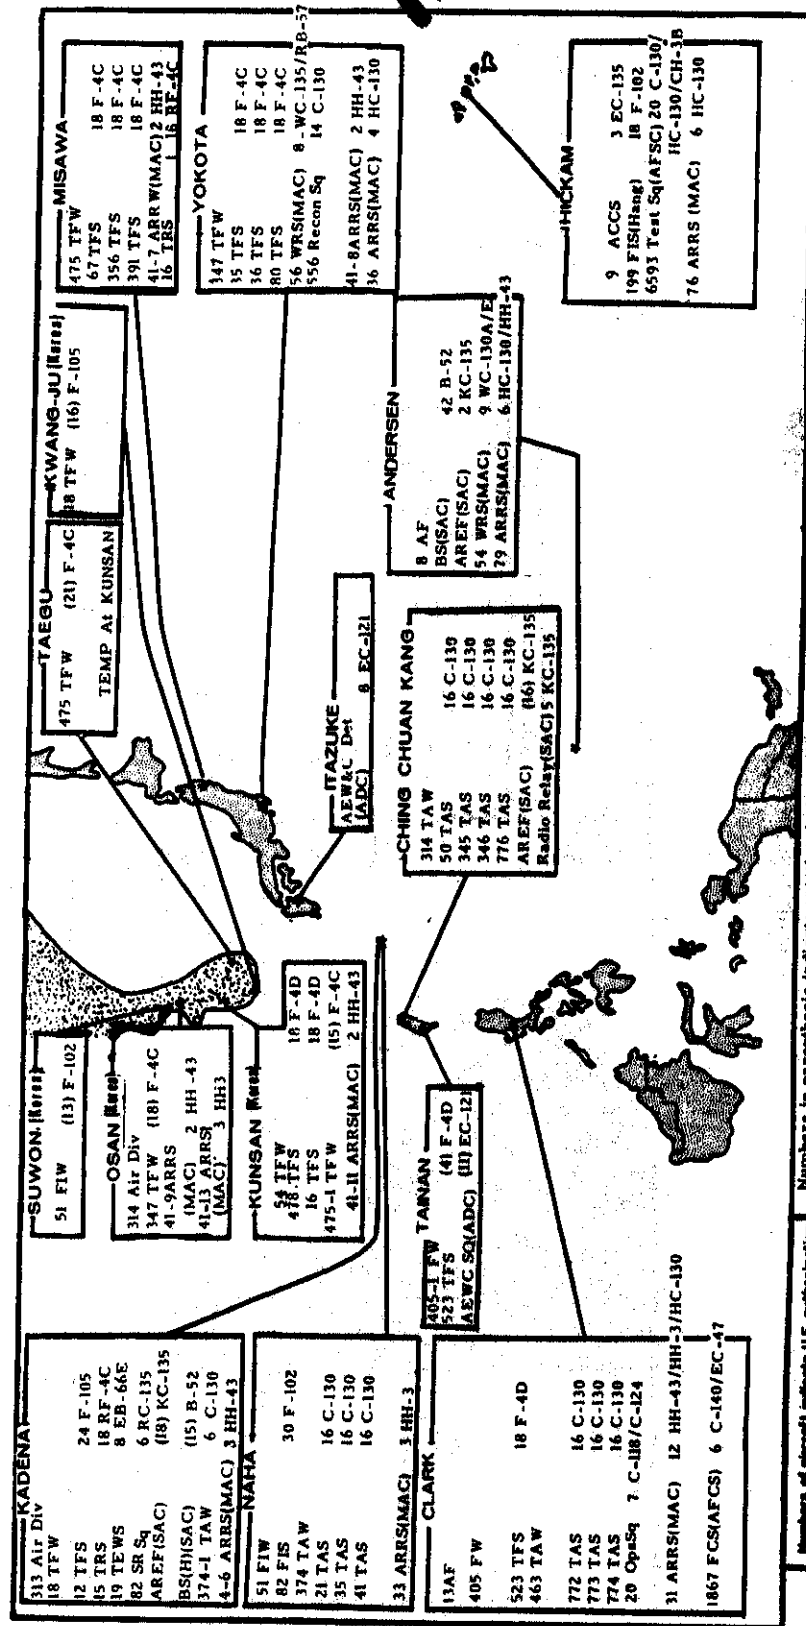 KADENA
313 Air Div
18 TFW
12 TFS 24 F-105
15 TRS 18 RF-4C
19 TEWS 8 EB-66E
82 SR Sq 6 RC-135
AREF(SAC) (18) KC-135
BS(H)(SAC) (15) B-52
374-1 TAW 6 C-130
4-6 ARRS(MAC) 3 HH-43
NAHA
51 FIW
82 FIS 30 F-102
374 TAW
21 TAS 16 C-130
35 TAS 16 C-130
41 TAS 16 C-130
33 ARRS(MAC) 3 HH-3
CLARK
13AF
405 FW
523 TFS 18 F-4D
463 TAW
772 TAS 16 C-130
773 TAS 16 C-130
774 TAS 16 C-130
20 OpsSq 7 C-118/C-124
31 ARRS(MAC) 12 HH-43/HH-3/HC-130
1867 FCS(AFCS) 6 C-140/EC-47
SUWON (Korea)
51 FIW (13) F-102
OSAN (Korea)
314 Air Div
347 TFW (18) F-4C
41-9ARRS
(MAC) 2 HH-43
41-13 ARRS
(MAC) 3 HH3
KUNSAN (Korea)
54 TFW
478 TFS 18 F-4D
16 TFS 18 F-4D
475-1 TFW (15) F-4C
41-11 ARRS(MAC) 2 HH-43
TAINAN
405-1 FW
523 TFS (4) F-4D
AEWC SQ(ADC) (11) EC-121
TAEGU
475 TFW (21) F-4C
TEMP At KUNSAN
KWANG-JU (Korea)
18 TFW (16) F-105
ITAZUKE
AEW&C Det
(ADC) 8 EC-121
CHING CHUAN KANG
314 TAW
50 TAS 16 C-130
345 TAS 16 C-130
346 TAS 16 C-130
776 TAS 16 C-130
AREF(SAC) (16) KC-135
Radio Relay(SAC) 5 KC-135
MISAWA
475 TFW
67 TFS 18 F-4C
356 TFS 18 F-4C
391 TFS 18 F-4C
41-7 ARRW(MAC) 2 HH-43
16 TRS 16 RF-4C
YOKOTA
347 TFW
35 TFS 18 F-4C
36 TFS 18 F-4C
80 TFS 18 F-4C
56 WRS(MAC) 8 WC-135/RB-57
556 Recon Sq 14 C-130
41-8ARRS(MAC) 2 HH-43
36 ARRS(MAC) 4 HC-130
ANDERSEN
8 AF
BS(SAC) 42 B-52
AREF(SAC) 2 KC-135
54 WRS(MAC) 9 WC-130A/E
79 ARRS(MAC) 6 HC-130/HH-43
HICKAM
9 ACCS 3 EC-135
199 FIS(Hang) 18 F-102
6593 Test Sq(AFSC) 20 C-130/
HC-130/CH-3B
76 ARRS (MAC) 6 HC-130